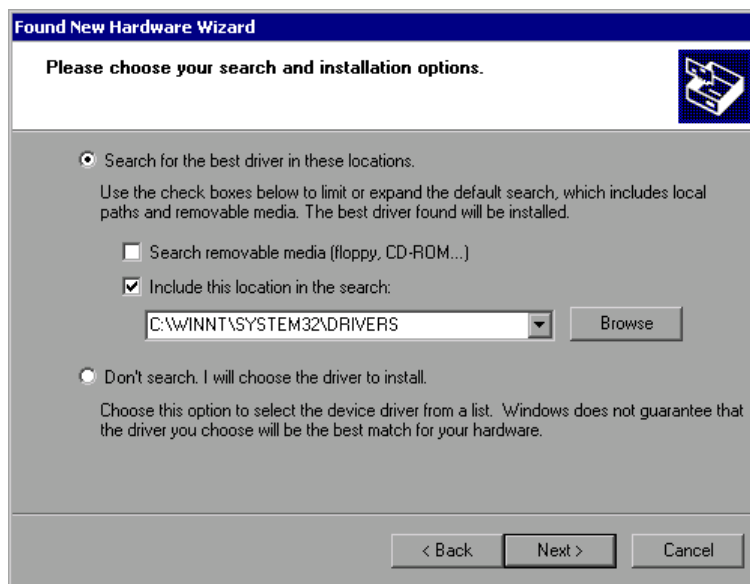 Found New Hardware Wizard
Please choose your search and installation options.
Search for the best driver in these locations.
Use the check boxes below to limit or expand the default search, which includes local
paths and removable media. The best driver found will be installed.
Search removable media (floppy, CD-ROM...)
Include this location in the search:
C:\WINNT\SYSTEM32\DRIVERS
Browse
Don't search. I will choose the driver to install.
Choose this option to select the device driver from a list.  Windows does not guarantee that
the driver you choose will be the best match for your hardware.
< Back
Next >
Cancel